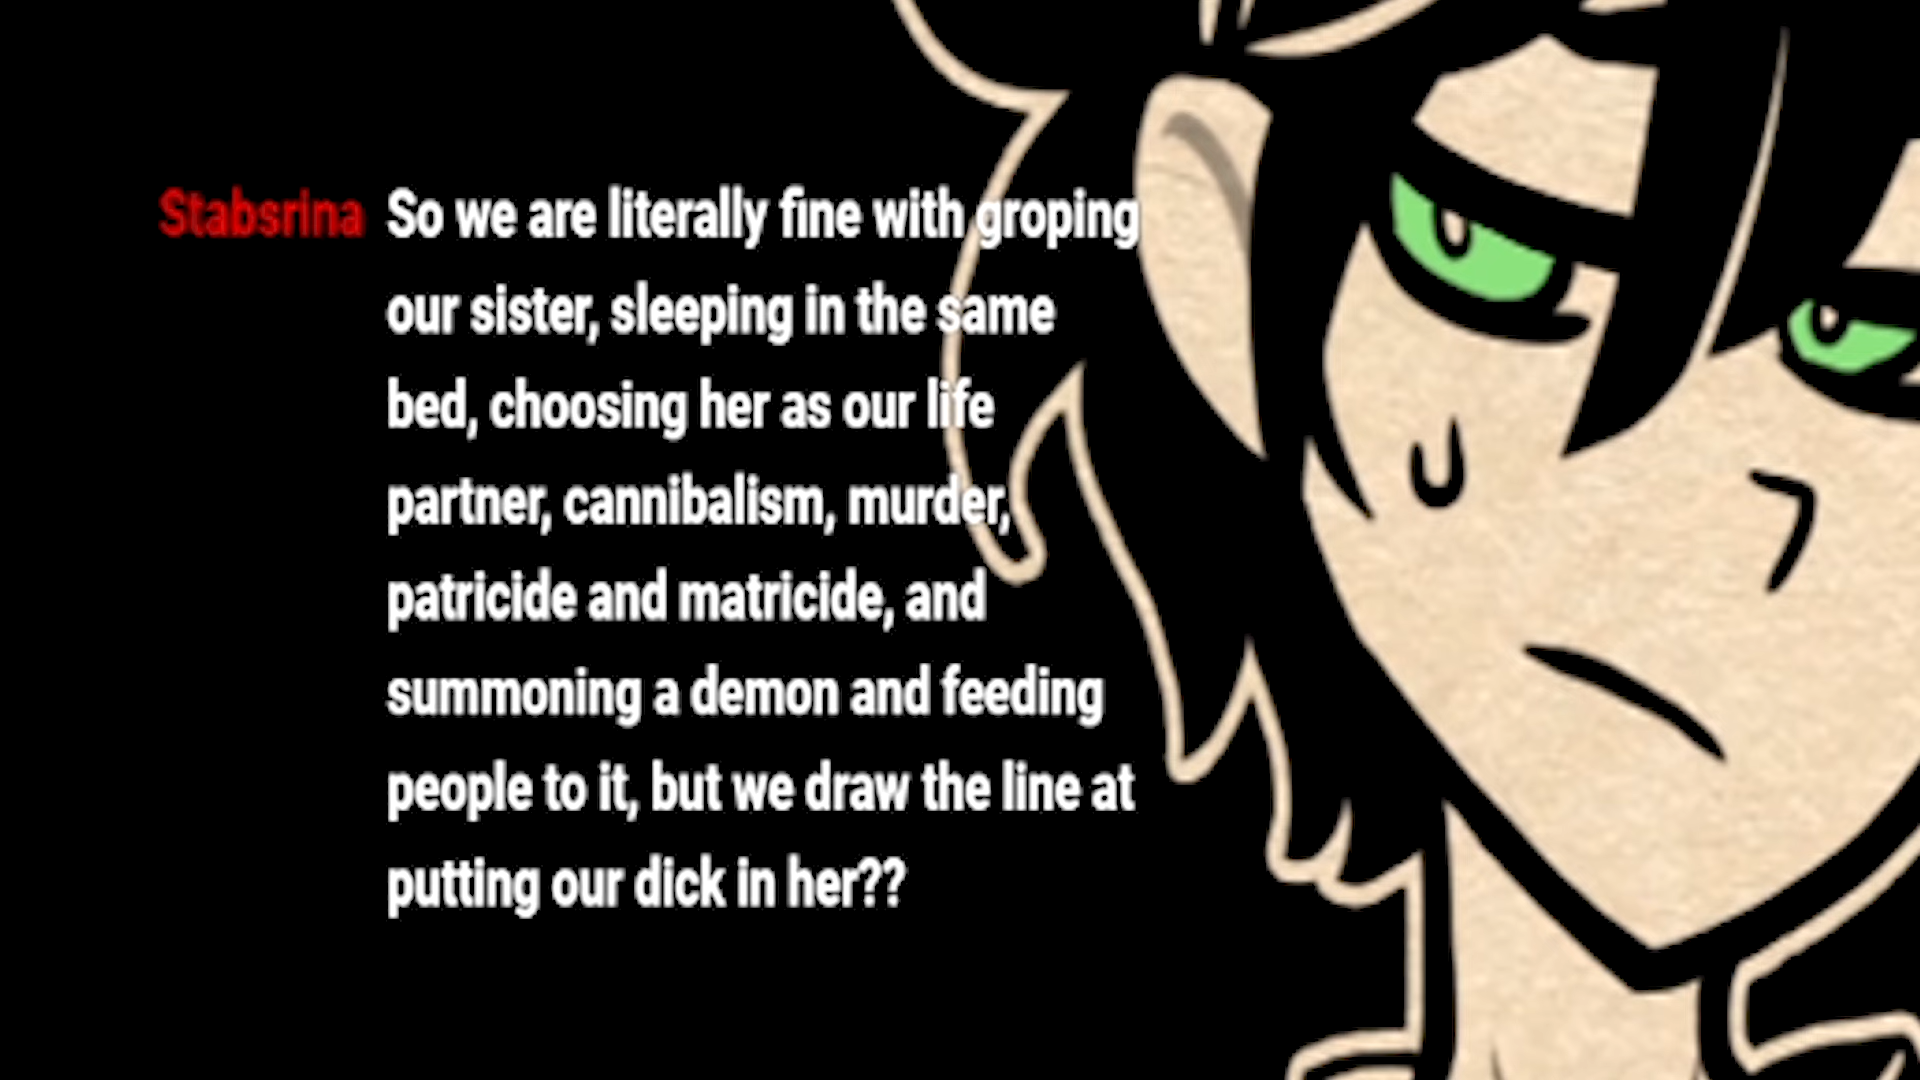 Stabsrina So we are literally fine with groping
our sister, sleeping in the same
bed, choosing her as our life
partner, cannibalism, murder,
patricide and matricide, and
summoning a demon and feeding
people to it, but we draw the line at
putting our dick in her??